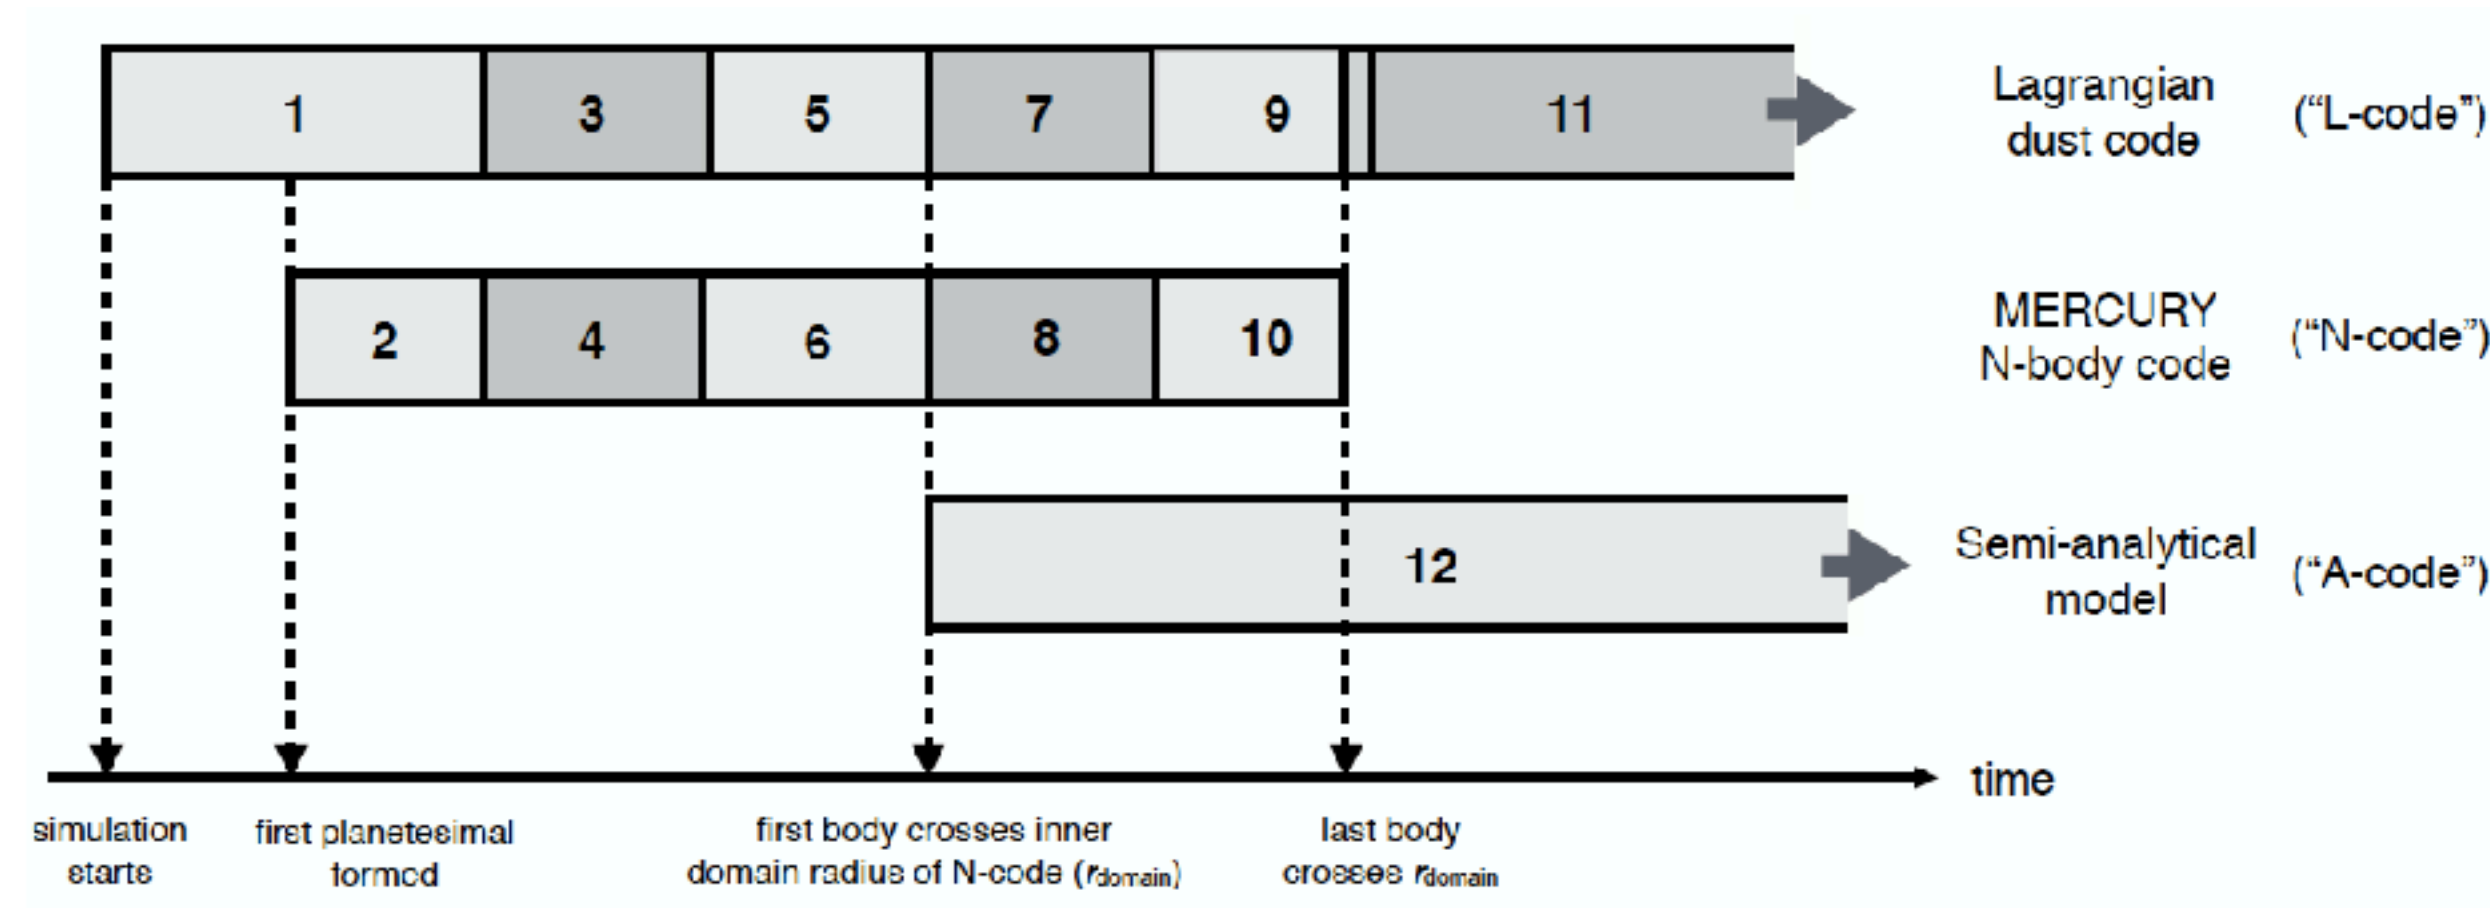 1 3 5 7 9 11
Lagrangian
dust code
("L-code")
2 4 6 8 10
MERCURY
N-body code
("N-code")
12
Semi-analytical
model
("A-code")
time
simulation
starts
first planetesimal
formed
first body crosses inner
domain radius of N-code (rdomain)
last body
crosses rdomain